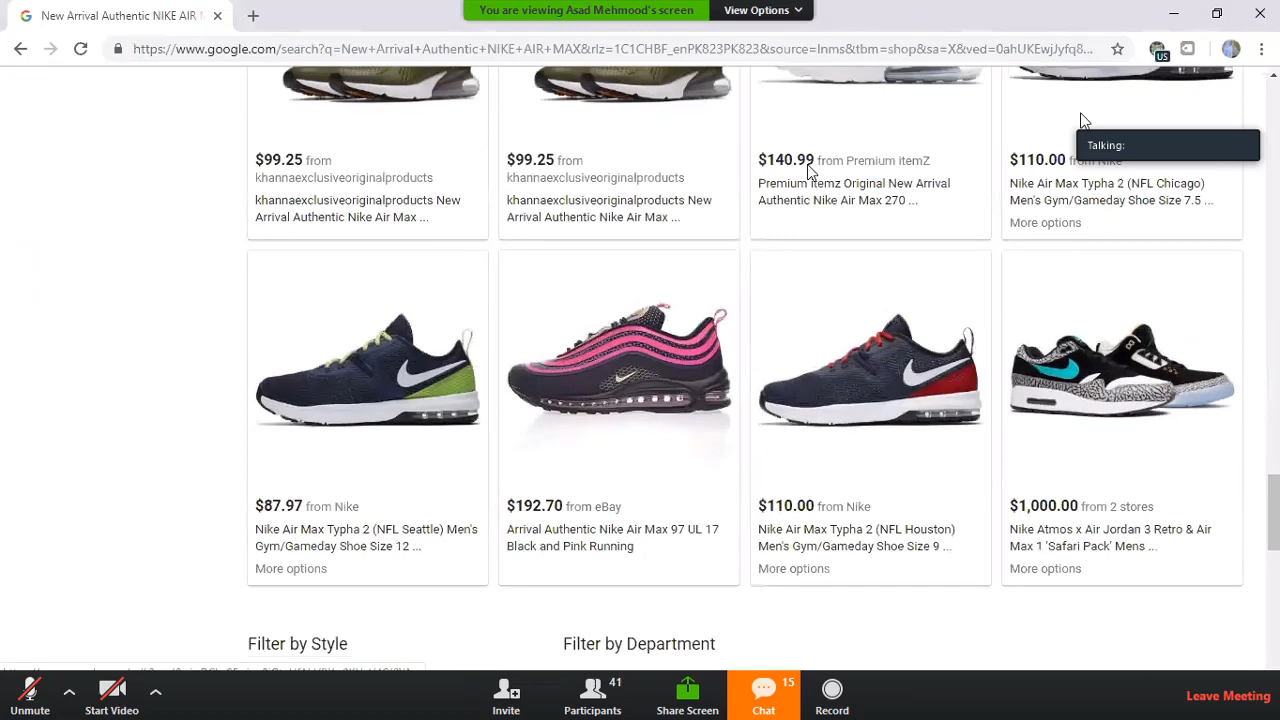 New Arrival Authentic NIKE AIR M
You are viewing Asad Mehmood's screen
View Options
https://www.google.com/search?q=New+Arrival+Authentic+NIKE+AIR+MAX&rlz=1C1CHBF_enPK823PK823&source=lnms&tbm=shop&sa=X&ved=0ahUKEwjJyfq8...
US
Talking:
$99.25 from
khannaexclusiveoriginalproducts
khannaexclusiveoriginalproducts New
Arrival Authentic Nike Air Max ...
$99.25 from
khannaexclusiveoriginalproducts
khannaexclusiveoriginalproducts New
Arrival Authentic Nike Air Max ...
$140.99 from Premium itemZ
Premium Itemz Original New Arrival
Authentic Nike Air Max 270 ...
$110.00 from Nike
Nike Air Max Typha 2 (NFL Chicago)
Men's Gym/Gameday Shoe Size 7.5 ...
More options
$87.97 from Nike
Nike Air Max Typha 2 (NFL Seattle) Men's
Gym/Gameday Shoe Size 12 ...
More options
$192.70 from eBay
Arrival Authentic Nike Air Max 97 UL 17
Black and Pink Running
$110.00 from Nike
Nike Air Max Typha 2 (NFL Houston)
Men's Gym/Gameday Shoe Size 9 ...
More options
$1,000.00 from 2 stores
Nike Atmos x Air Jordan 3 Retro & Air
Max 1 'Safari Pack' Mens ...
More options
Filter by Style
Filter by Department
Unmute
Start Video
Invite
41
Participants
Share Screen
15
Chat
Record
Leave Meeting